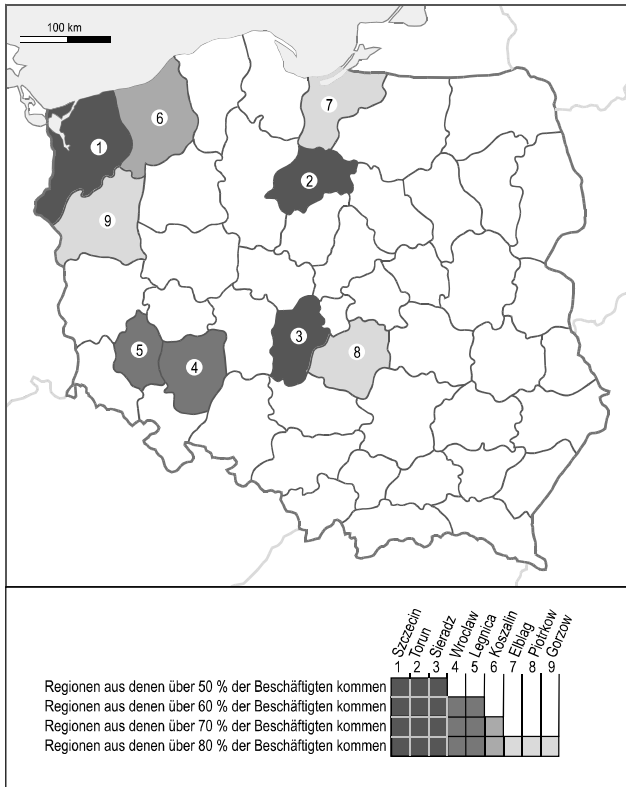 100 km
6
7
1
2
9
3
5
8
4
Szczecin
Torun
Sieradz
Wroclaw
Legnica
Koszalin
Elblag
Piotrkow
Gorzow
1 2 3 4 5 6 7 8 9
Regionen aus denen über 50 % der Beschäftigten kommen
Regionen aus denen über 60 % der Beschäftigten kommen
Regionen aus denen über 70 % der Beschäftigten kommen
Regionen aus denen über 80 % der Beschäftigten kommen